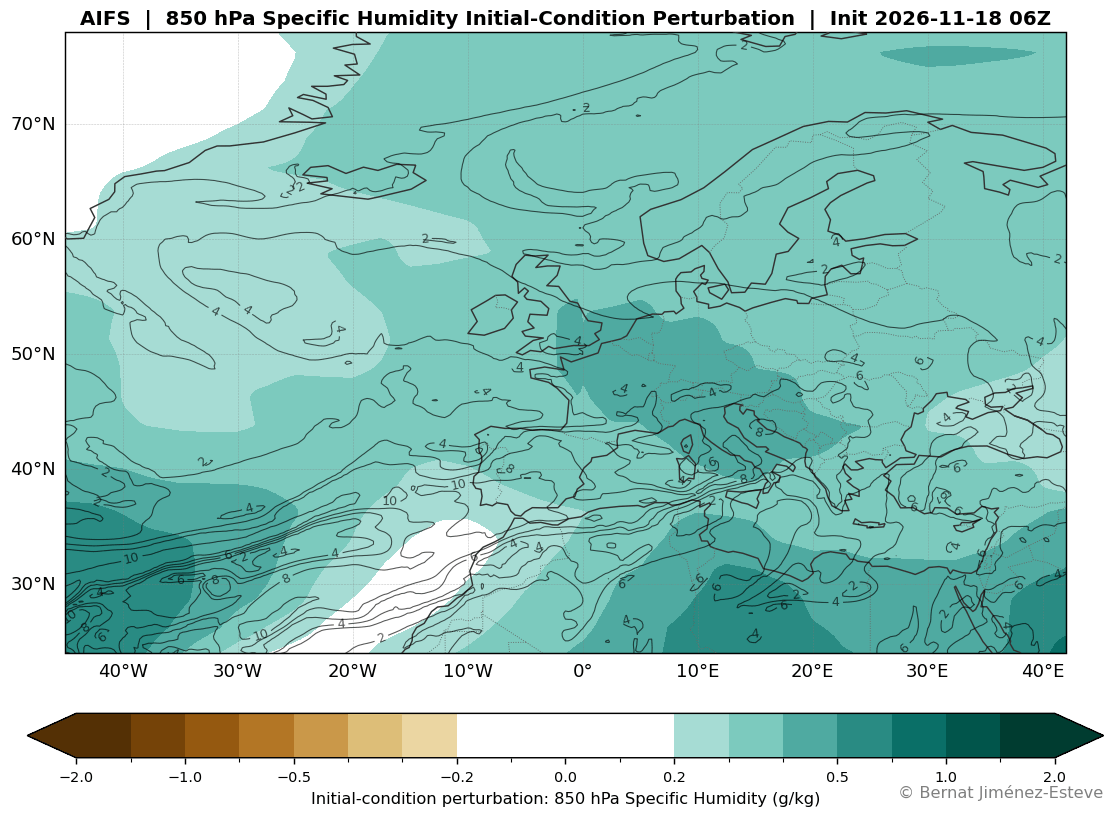 AIFS | 850 hPa Specific Humidity Initial-Condition Perturbation | Init 2026-11-18 06Z
70°N
60°N
50°N
40°N
30°N
40°W 30°W 20°W 10°W 0° 10°E 20°E 30°E 40°E
−2.0 −1.0 −0.5 −0.2 0.0 0.2 0.5 1.0 2.0
Initial-condition perturbation: 850 hPa Specific Humidity (g/kg)
© Bernat Jiménez-Esteve